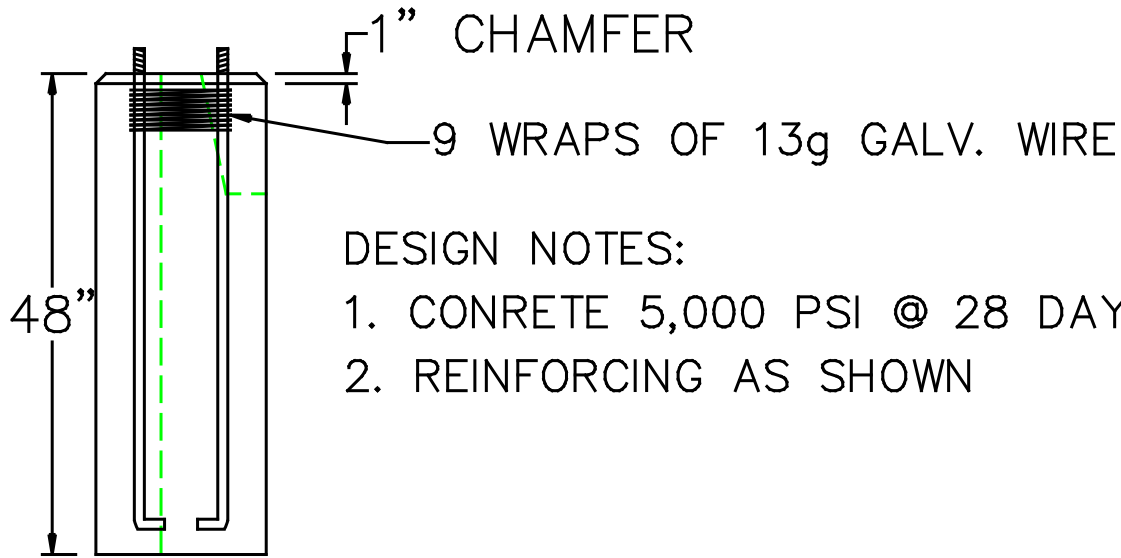 1” CHAMFER
9 WRAPS OF 13g GALV. WIRE
DESIGN NOTES:
48”
1. CONRETE 5,000 PSI @ 28 DAY
2. REINFORCING AS SHOWN